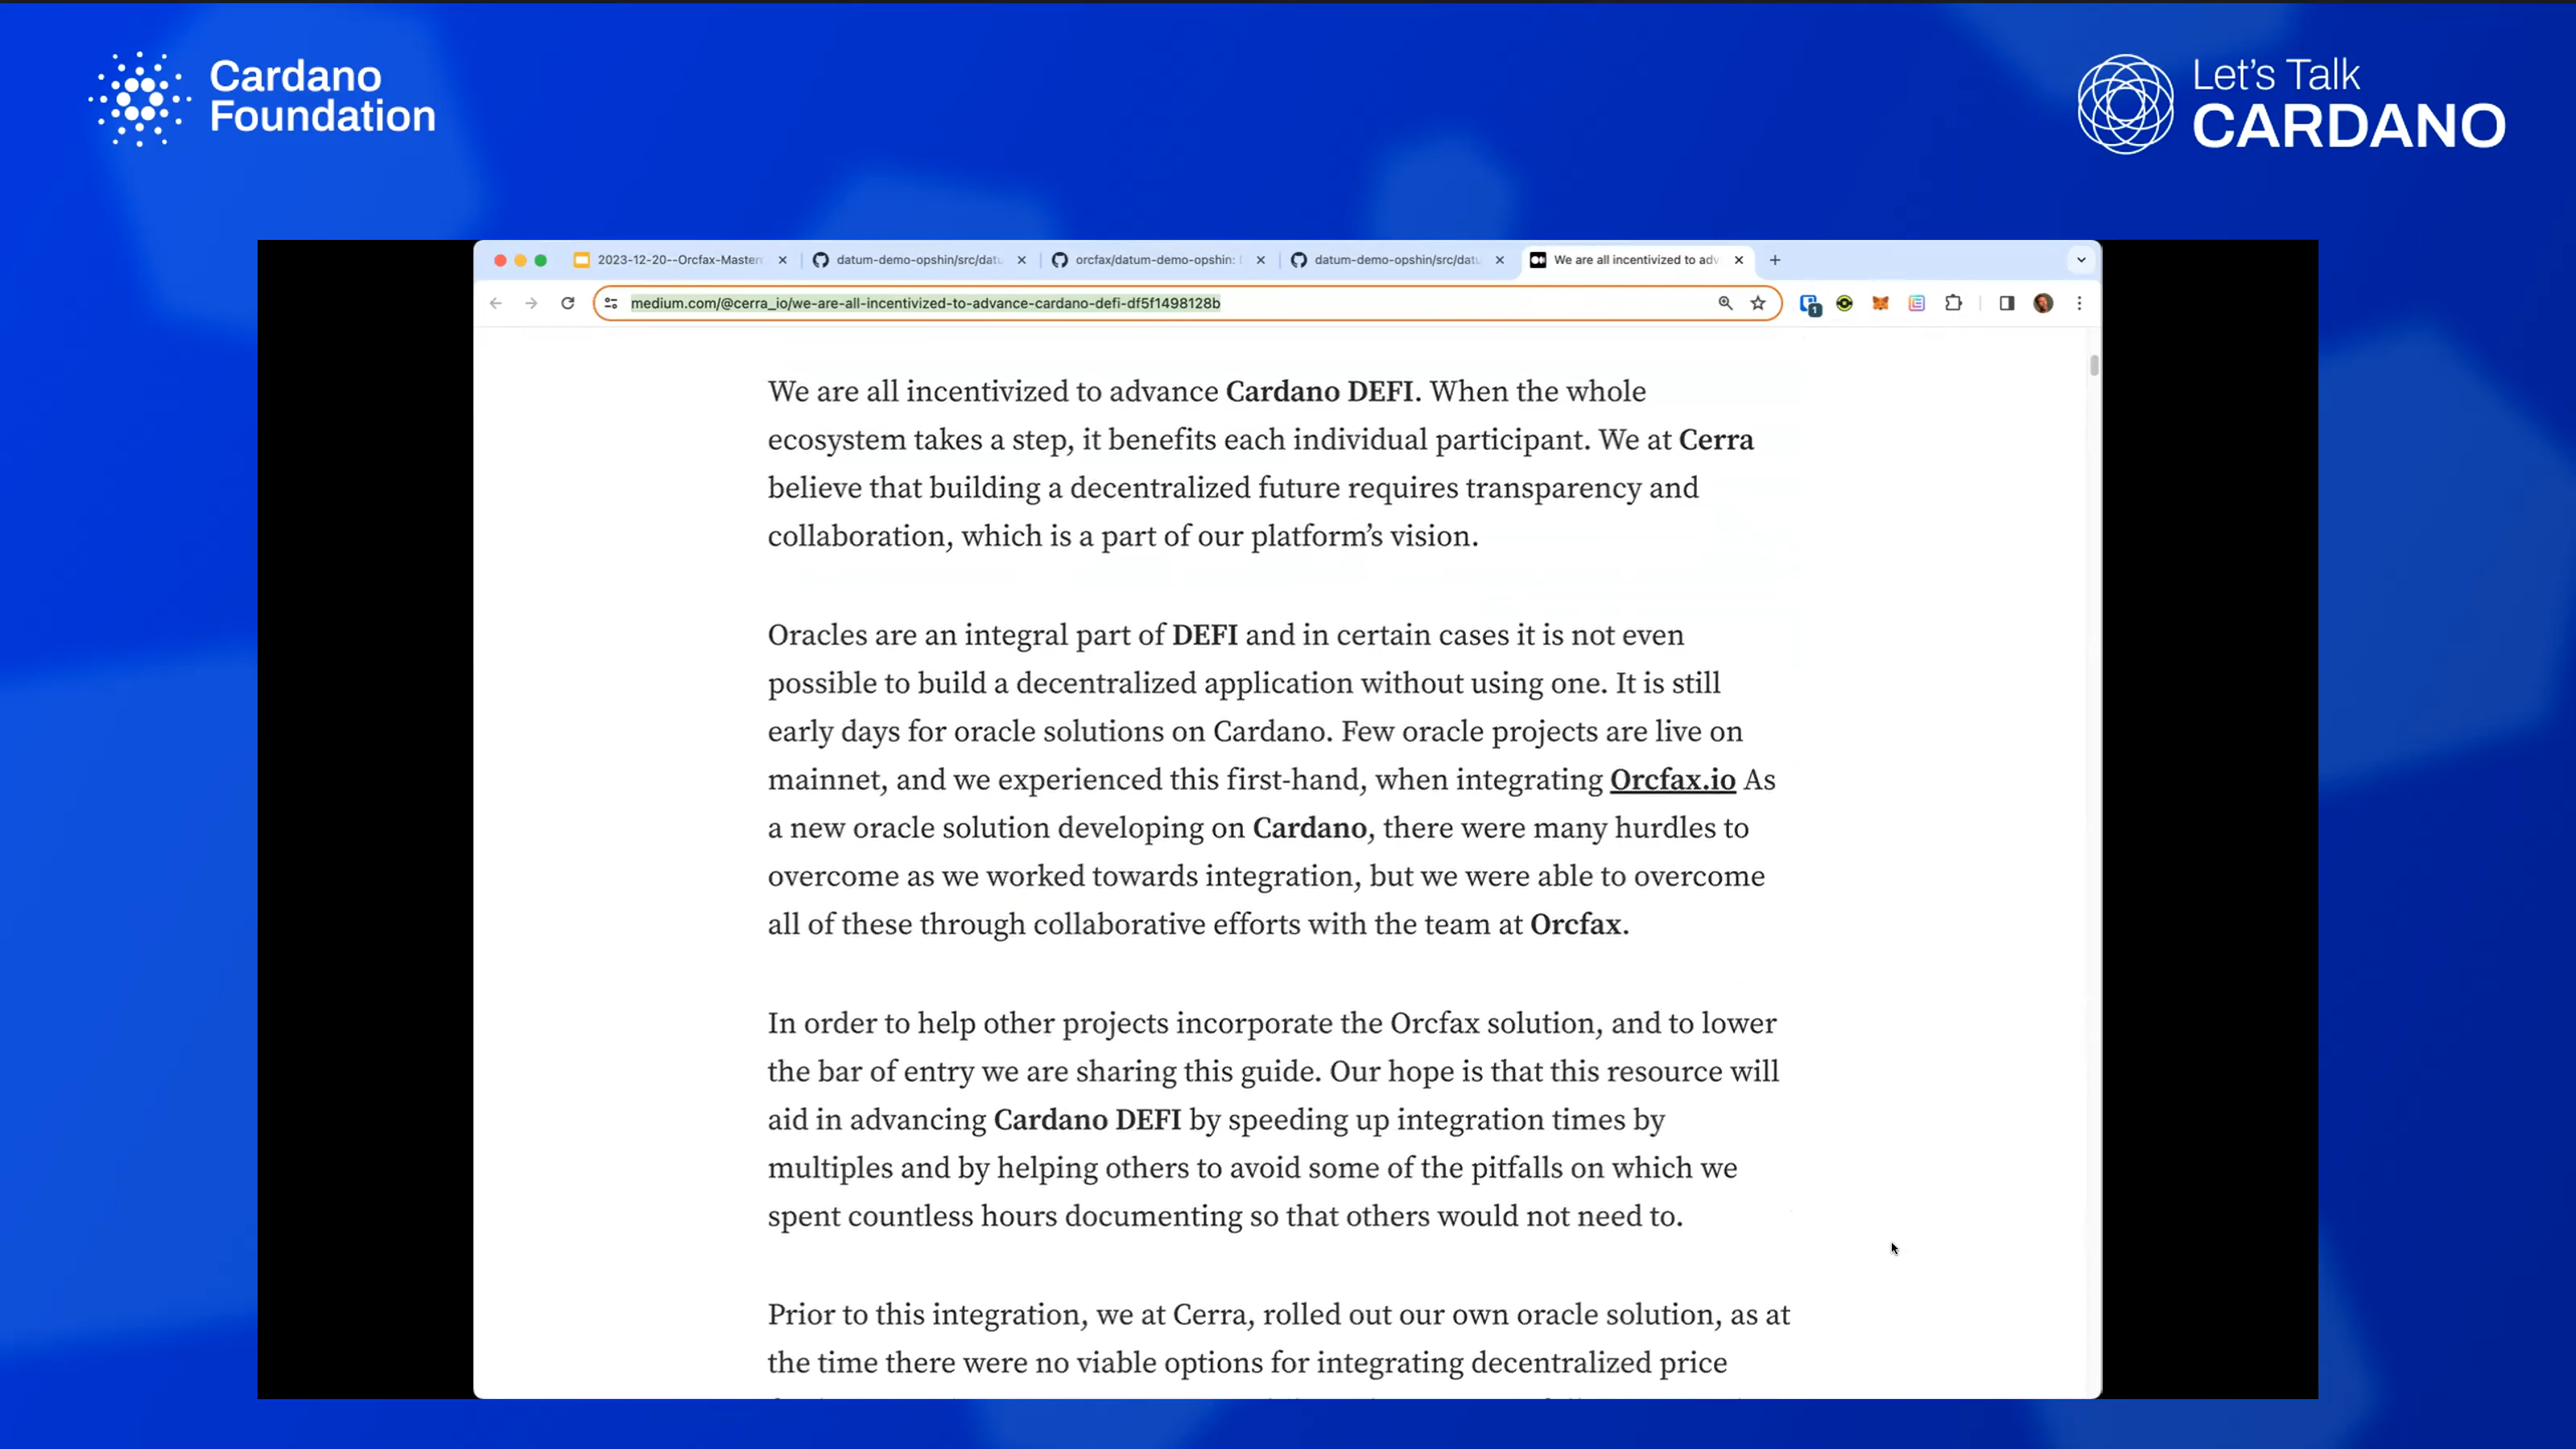 Cardano
Foundation
Let's Talk
CARDANO
2023-12-20--Orcfax-Master
datum-demo-opshin/src/datu
orcfax/datum-demo-opshin:
datum-demo-opshin/src/datu
We are all incentivized to adv
medium.com/@cerra_io/we-are-all-incentivized-to-advance-cardano-defi-df5f1498128b
1
We are all incentivized to advance Cardano DEFI. When the whole
ecosystem takes a step, it benefits each individual participant. We at Cerra
believe that building a decentralized future requires transparency and
collaboration, which is a part of our platform’s vision.
Oracles are an integral part of DEFI and in certain cases it is not even
possible to build a decentralized application without using one. It is still
early days for oracle solutions on Cardano. Few oracle projects are live on
mainnet, and we experienced this first-hand, when integrating Orcfax.io As
a new oracle solution developing on Cardano, there were many hurdles to
overcome as we worked towards integration, but we were able to overcome
all of these through collaborative efforts with the team at Orcfax.
In order to help other projects incorporate the Orcfax solution, and to lower
the bar of entry we are sharing this guide. Our hope is that this resource will
aid in advancing Cardano DEFI by speeding up integration times by
multiples and by helping others to avoid some of the pitfalls on which we
spent countless hours documenting so that others would not need to.
Prior to this integration, we at Cerra, rolled out our own oracle solution, as at
the time there were no viable options for integrating decentralized price